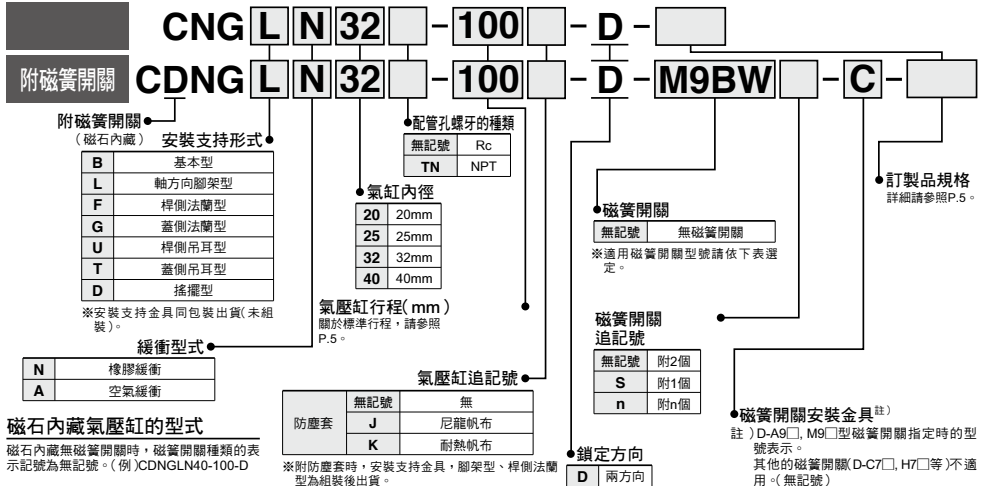 CNG L N 32 - 100 - D -
附磁簧開關 CDNG L N 32 - 100 - D - M9BW - C -
附磁簧開關
（磁石內藏）
安裝支持形式
B 基本型
L 軸方向腳架型
F 桿側法蘭型
G 蓋側法蘭型
U 桿側吊耳型
T 蓋側吊耳型
D 搖擺型
※安裝支持金具同包裝出貨(未組
裝)。
緩衝型式
N 橡膠緩衝
A 空氣緩衝
磁石內藏氣壓缸的型式
磁石內藏無磁簧開關時，磁簧開關種類的表
示記號為無記號。(例)CDNGLN40-100-D
配管孔螺牙的種類
無記號 Rc
TN NPT
氣缸內徑
20 20mm
25 25mm
32 32mm
40 40mm
氣壓缸行程(mm)
關於標準行程，請參照
P.5。
氣壓缸追記號
防塵套 無記號 無
J 尼龍帆布
K 耐熱帆布
※附防塵套時，安裝支持金具，腳架型、桿側法蘭
型為組裝後出貨。
鎖定方向
D 兩方向
磁簧開關
無記號 無磁簧開關
※適用磁簧開關型號請依下表選
定。
磁簧開關
追記號
無記號 附2個
S 附1個
n 附n個
訂製品規格
詳細請參照P.5。
磁簧開關安裝金具註)
註)D-A9□, M9□型磁簧開關指定時的型
號表示。
其他的磁簧開關(D-C7□, H7□等)不適
用。(無記號)